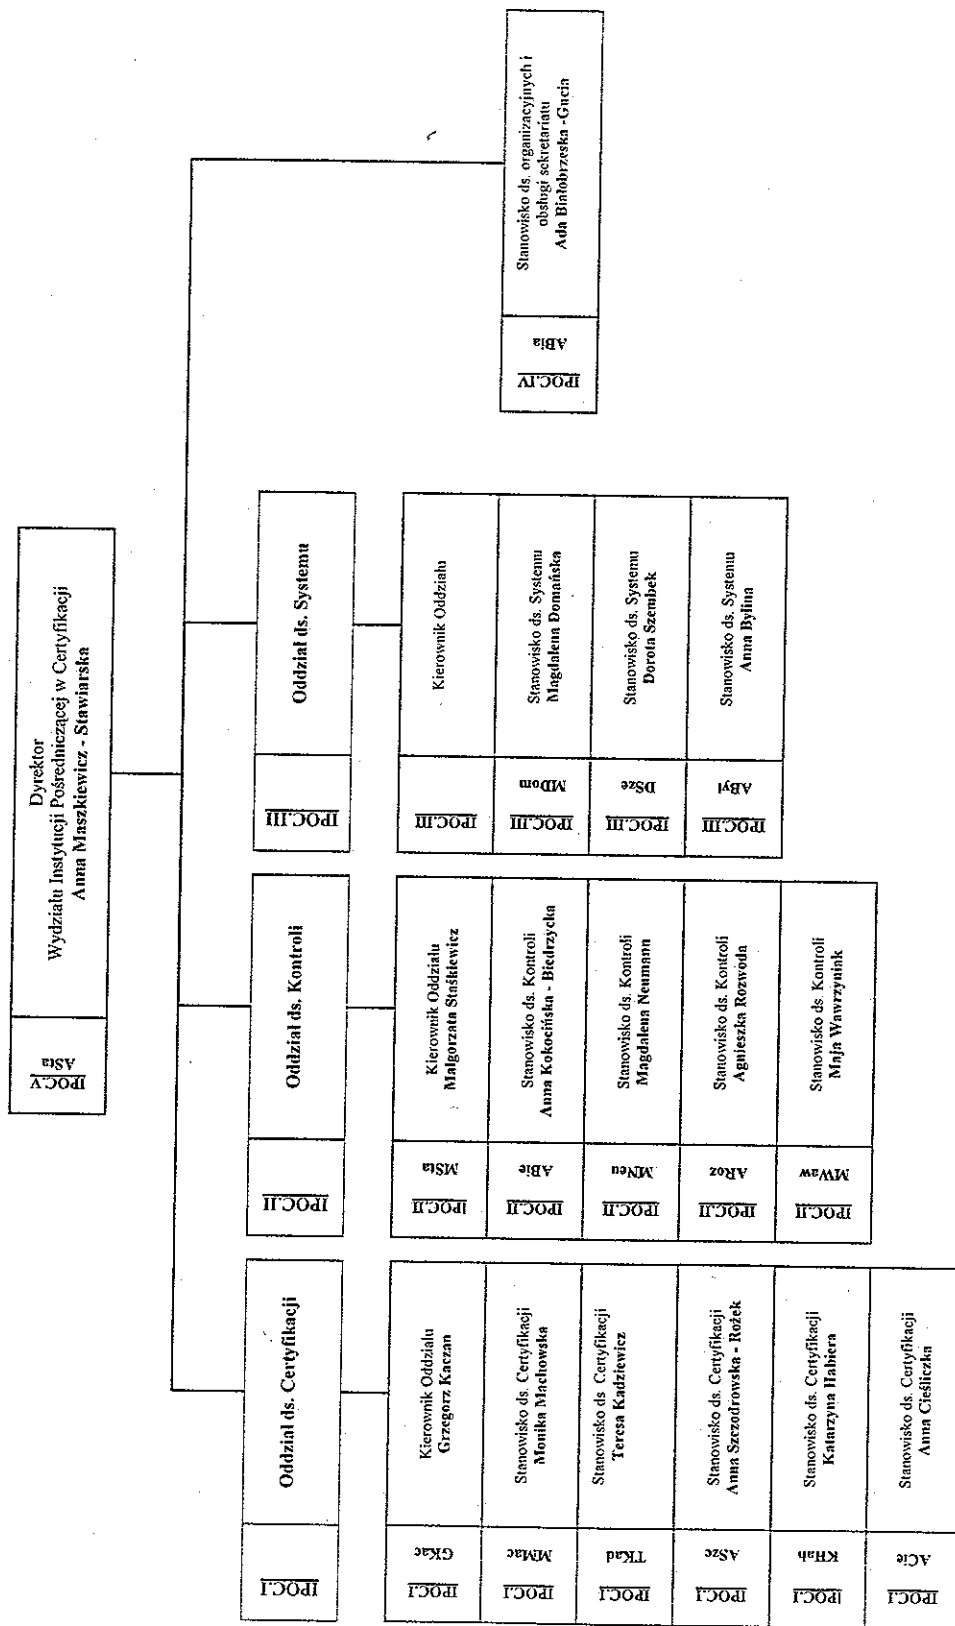 IPOC.V
ASta
Dyrektor
Wydziału Instytucji Pośredniczącej w Certyfikacji
Anna Maszkiewicz - Stawiarska
IPOC.I
Oddział ds. Certyfikacji
IPOC.I
GKac
Kierownik Oddziału
Grzegorz Kaczan
IPOC.I
MMac
Stanowisko ds. Certyfikacji
Monika Machowska
IPOC.I
TKad
Stanowisko ds Certyfikacji
Teresa Kadziewicz
IPOC.I
ASzc
Stanowisko ds. Certyfikacji
Anna Szczodrowska - Rożek
IPOC.I
KHab
Stanowisko ds. Certyfikacji
Katarzyna Habiera
IPOC.I
ACie
Stanowisko ds. Certyfikacji
Anna Cieśliczka
IPOC.II
Oddział ds. Kontroli
IPOC.II
MSta
Kierownik Oddziału
Małgorzata Staśkiewicz
IPOC.II
ABie
Stanowisko ds. Kontroli
Anna Kokocińska - Biedrzycka
IPOC.II
MNeu
Stanowisko ds. Kontroli
Magdalena Neumann
IPOC.II
ARoz
Stanowisko ds. Kontroli
Agnieszka Rozwoda
IPOC.II
MWaw
Stanowisko ds. Kontroli
Maja Wawrzyniak
IPOC.III
Oddział ds. Systemu
IPOC.III
Kierownik Oddziału
IPOC.III
MDom
Stanowisko ds. Systemu
Magdalena Domańska
IPOC.III
DSze
Stanowisko ds. Systemu
Dorota Szembek
IPOC.III
AByl
Stanowisko ds. Systemu
Anna Bylina
IPOC.IV
ABia
Stanowisko ds. organizacyjnych i
obsługi sekretariatu
Ada Białobrzeska -Gucia